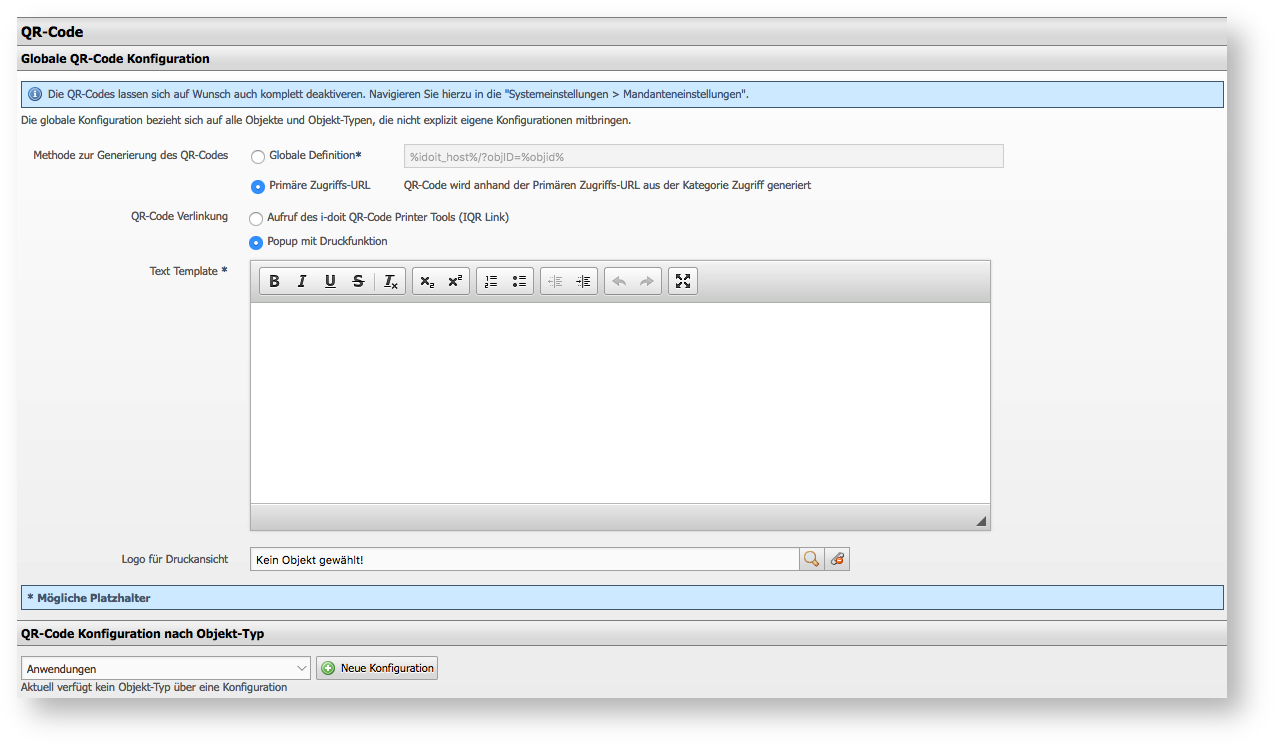 QR-Code
Globale QR-Code Konfiguration
Die QR-Codes lassen sich auf Wunsch auch komplett deaktiveren. Navigieren Sie hierzu in die "Systemeinstellungen > Mandanteneinstellungen".
Die globale Konfiguration bezieht sich auf alle Objekte und Objekt-Typen, die nicht explizit eigene Konfigurationen mitbringen.
Methode zur Generierung des QR-Codes Globale Definition* %idoit_host%/?objID=%objid%
Primäre Zugriffs-URL QR-Code wird anhand der Primären Zugriffs-URL aus der Kategorie Zugriff generiert
QR-Code Verlinkung Aufruf des i-doit QR-Code Printer Tools (IQR Link)
Popup mit Druckfunktion
Text Template *
B I U S Ix x2 x2
Logo für Druckansicht Kein Objekt gewählt!
* Mögliche Platzhalter
QR-Code Konfiguration nach Objekt-Typ
Anwendungen Neue Konfiguration
Aktuell verfügt kein Objekt-Typ über eine Konfiguration